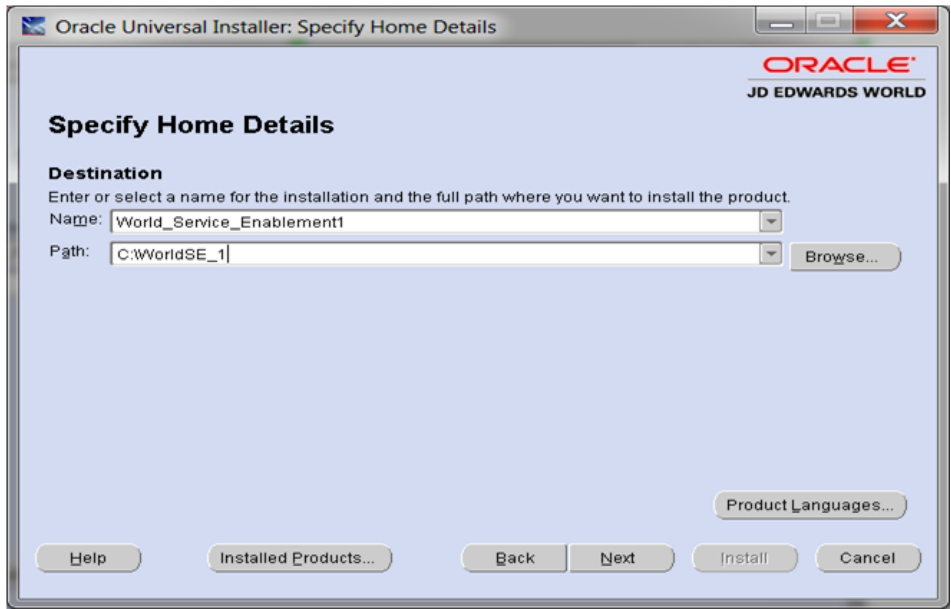 Oracle Universal Installer: Specify Home Details
ORACLE
JD EDWARDS WORLD
Specify Home Details
Destination
Enter or select a name for the installation and the full path where you want to install the product.
Name: World_Service_Enablement1
Path: C:\WorldSE_1 Browse...
Product Languages...
Help Installed Products... Back Next Install Cancel